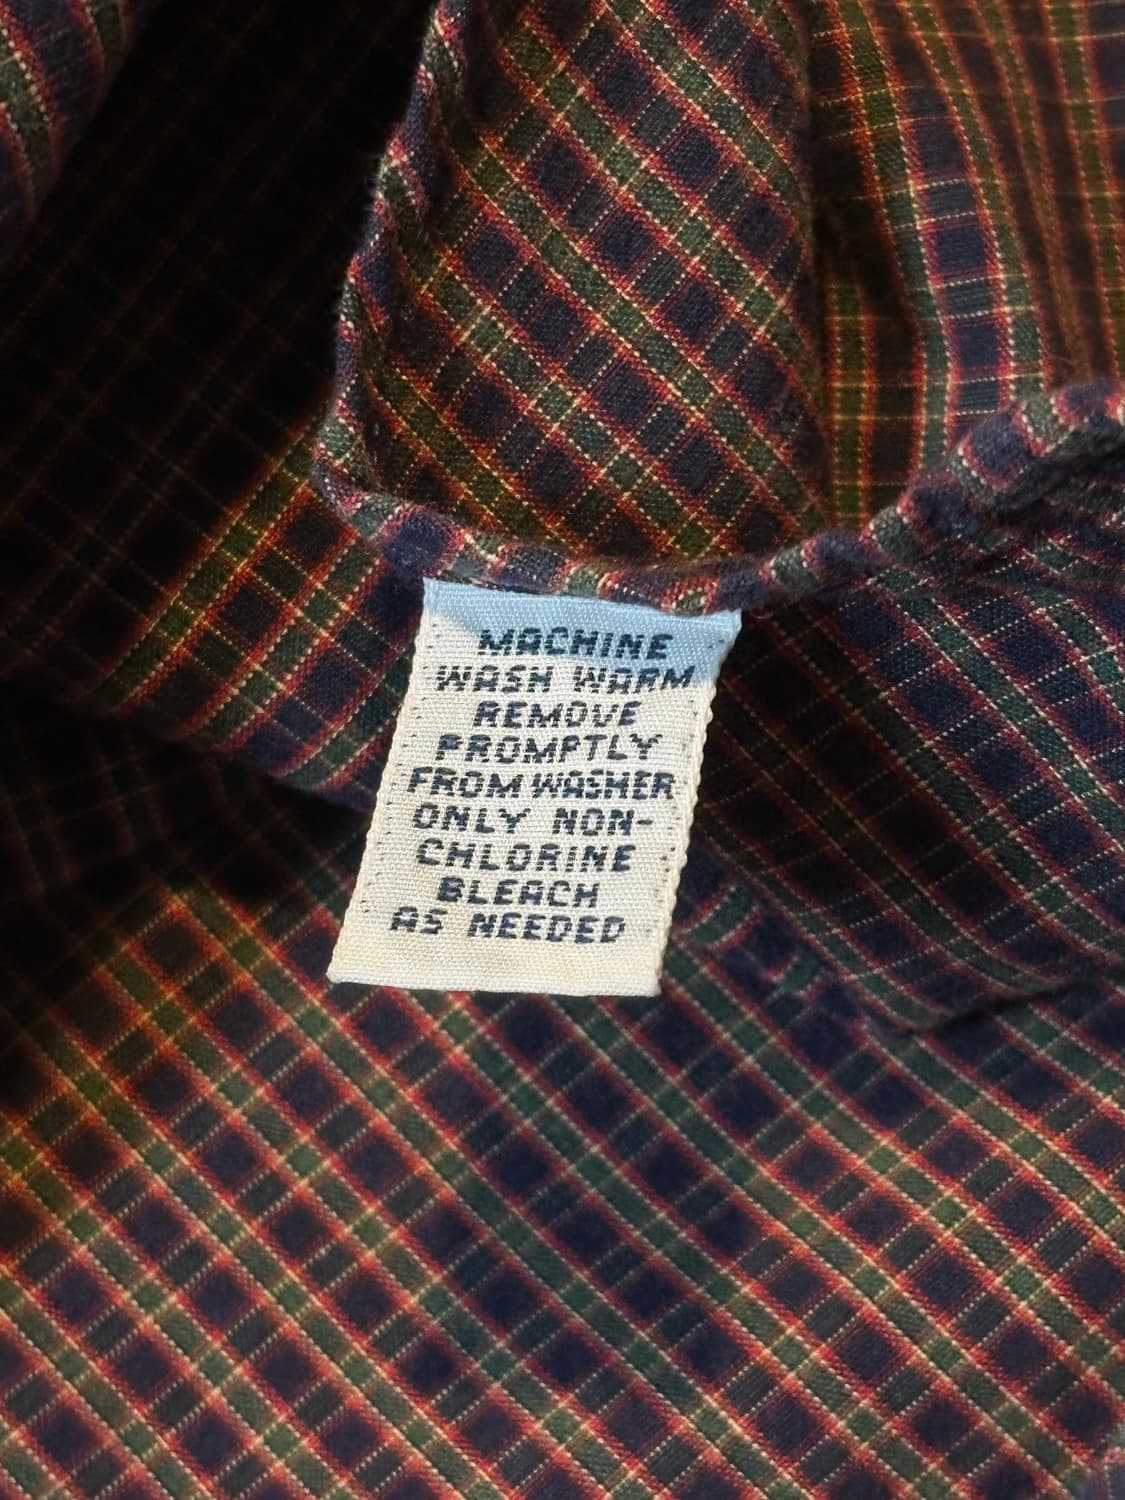 MACHINE
WASH WARM
REMOVE
PROMPTLY
FROM WASHER
ONLY NON-
CHLORINE
BLEACH
AS NEEDED